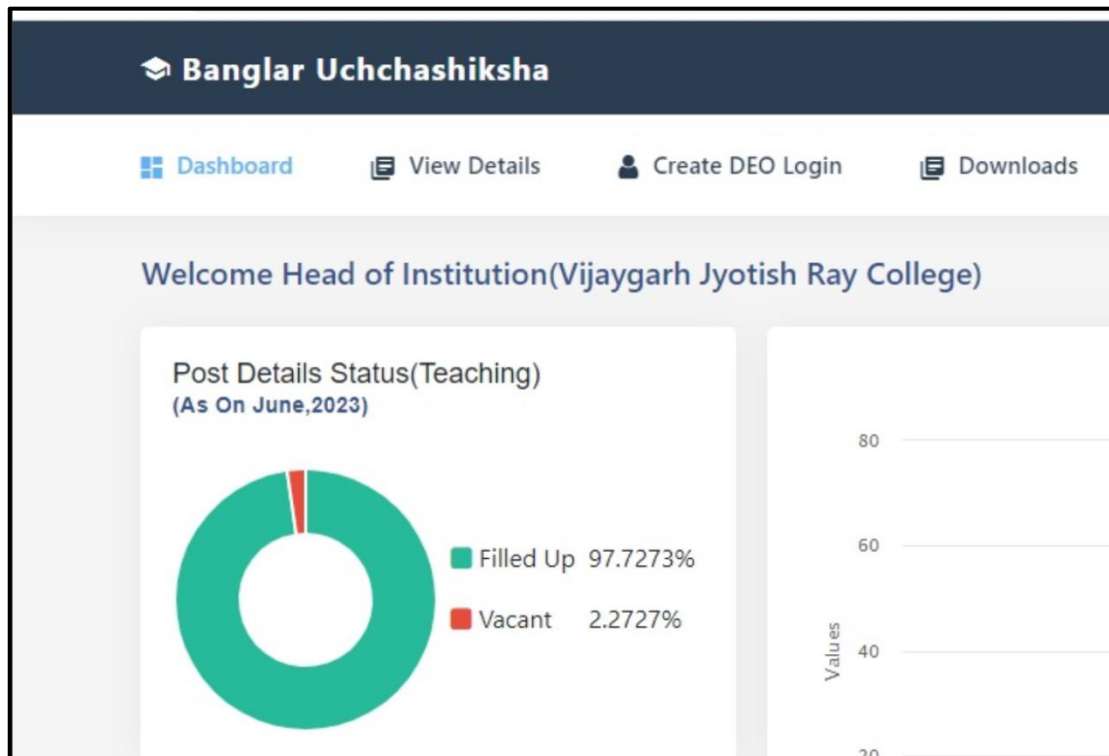 Banglar Uchchashiksha
Dashboard View Details Create DEO Login Downloads
Welcome Head of Institution(Vijaygarh Jyotish Ray College)
Post Details Status(Teaching)
(As On June,2023)
Filled Up 97.7273%
Vacant 2.2727%
80
60
Values
40
20